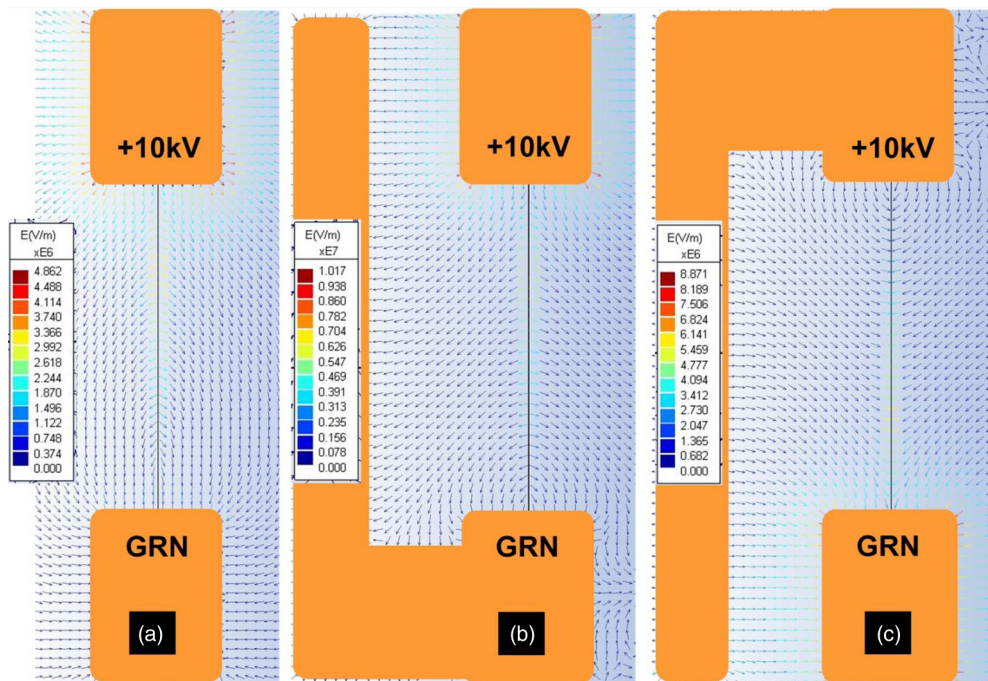 +10kV
E(V/m)
xE6
4.862
4.488
4.114
3.740
3.366
2.992
2.618
2.244
1.870
1.496
1.122
0.748
0.374
0.000
GRN
(a)
+10kV
E(V/m)
xE7
1.017
0.938
0.860
0.782
0.704
0.626
0.547
0.469
0.391
0.313
0.235
0.156
0.078
0.000
GRN
(b)
+10kV
E(V/m)
xE6
8.871
8.189
7.506
6.824
6.141
5.459
4.777
4.094
3.412
2.730
2.047
1.365
0.682
0.000
GRN
(c)